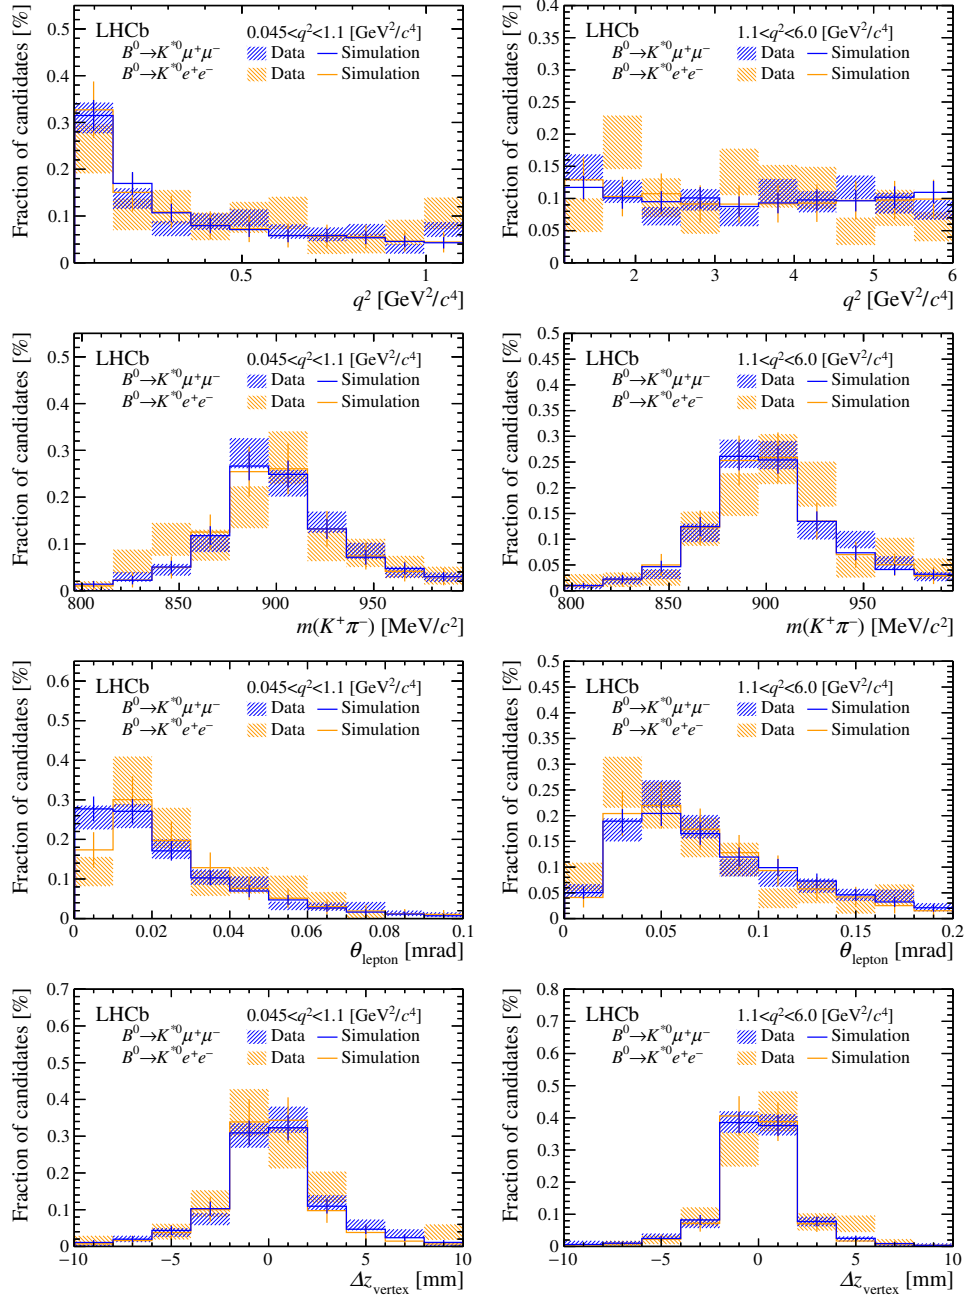 Fraction of candidates [%]
LHCb 0.045<q²<1.1 [GeV²/c⁴]
B⁰→K*⁰μ⁺μ⁻ Data Simulation
B⁰→K*⁰e⁺e⁻ Data Simulation
0.5
0.4
0.3
0.2
0.1
0
0.5 1
q² [GeV²/c⁴]
Fraction of candidates [%]
LHCb 1.1<q²<6.0 [GeV²/c⁴]
B⁰→K*⁰μ⁺μ⁻ Data Simulation
B⁰→K*⁰e⁺e⁻ Data Simulation
0.4
0.35
0.3
0.25
0.2
0.15
0.1
0.05
0
2 3 4 5 6
q² [GeV²/c⁴]
Fraction of candidates [%]
LHCb 0.045<q²<1.1 [GeV²/c⁴]
B⁰→K*⁰μ⁺μ⁻ Data Simulation
B⁰→K*⁰e⁺e⁻ Data Simulation
0.5
0.4
0.3
0.2
0.1
0
800 850 900 950
m(K⁺π⁻) [MeV/c²]
Fraction of candidates [%]
LHCb 1.1<q²<6.0 [GeV²/c⁴]
B⁰→K*⁰μ⁺μ⁻ Data Simulation
B⁰→K*⁰e⁺e⁻ Data Simulation
0.5
0.45
0.4
0.35
0.3
0.25
0.2
0.15
0.1
0.05
0
800 850 900 950
m(K⁺π⁻) [MeV/c²]
Fraction of candidates [%]
LHCb 0.045<q²<1.1 [GeV²/c⁴]
B⁰→K*⁰μ⁺μ⁻ Data Simulation
B⁰→K*⁰e⁺e⁻ Data Simulation
0.6
0.5
0.4
0.3
0.2
0.1
0
0 0.02 0.04 0.06 0.08 0.1
θlepton [mrad]
Fraction of candidates [%]
LHCb 1.1<q²<6.0 [GeV²/c⁴]
B⁰→K*⁰μ⁺μ⁻ Data Simulation
B⁰→K*⁰e⁺e⁻ Data Simulation
0.5
0.45
0.4
0.35
0.3
0.25
0.2
0.15
0.1
0.05
0
0 0.05 0.1 0.15 0.2
θlepton [mrad]
Fraction of candidates [%]
LHCb 0.045<q²<1.1 [GeV²/c⁴]
B⁰→K*⁰μ⁺μ⁻ Data Simulation
B⁰→K*⁰e⁺e⁻ Data Simulation
0.7
0.6
0.5
0.4
0.3
0.2
0.1
0
−10 −5 0 5 10
Δzvertex [mm]
Fraction of candidates [%]
LHCb 1.1<q²<6.0 [GeV²/c⁴]
B⁰→K*⁰μ⁺μ⁻ Data Simulation
B⁰→K*⁰e⁺e⁻ Data Simulation
0.8
0.7
0.6
0.5
0.4
0.3
0.2
0.1
0
−10 −5 0 5 10
Δzvertex [mm]